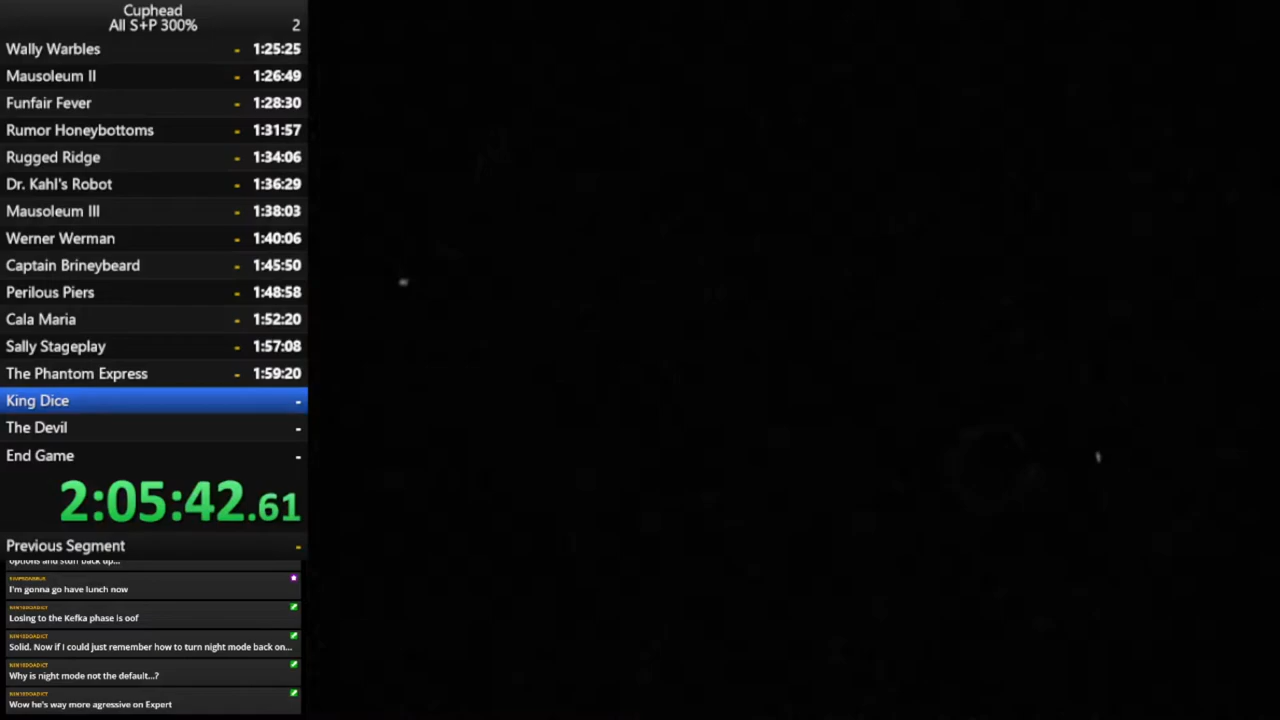 Cuphead
All S+P 300% 2
Wally Warbles - 1:25:25
Mausoleum II - 1:26:49
Funfair Fever - 1:28:30
Rumor Honeybottoms - 1:31:57
Rugged Ridge - 1:34:06
Dr. Kahl's Robot - 1:36:29
Mausoleum III - 1:38:03
Werner Werman - 1:40:06
Captain Brineybeard - 1:45:50
Perilous Piers - 1:48:58
Cala Maria - 1:52:20
Sally Stageplay - 1:57:08
The Phantom Express - 1:59:20
King Dice -
The Devil -
End Game -
2:05:42.61
Previous Segment -
options and stuff back up...
I'm gonna go have lunch now
Losing to the Kefka phase is oof
Solid. Now if I could just remember how to turn night mode back on...
Why is night mode not the default...?
Wow he's way more agressive on Expert